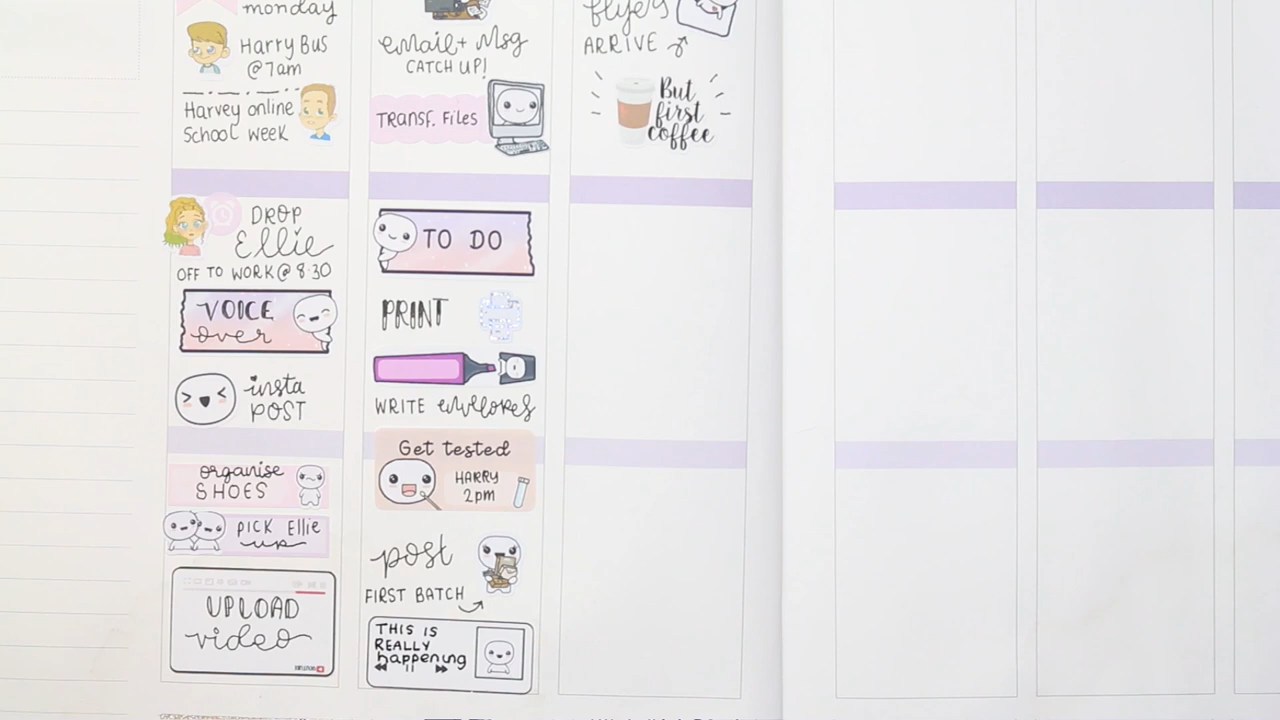 monday
Harry Bus
@7am
Harvey online
School week
DROP
Ellie
OFF TO WORK@ 8:30
VOICE
over
insta
POST
organise
SHOES
PICK Ellie
up
UPLOAD
video
email + Msg
CATCH UP!
TRANSF. FILES
TO DO
PRINT
WRITE envelopes
Get tested
HARRY
2pm
post
FIRST BATCH
THIS IS
REALLY
happening
flyers
ARRIVE
But
first
coffee